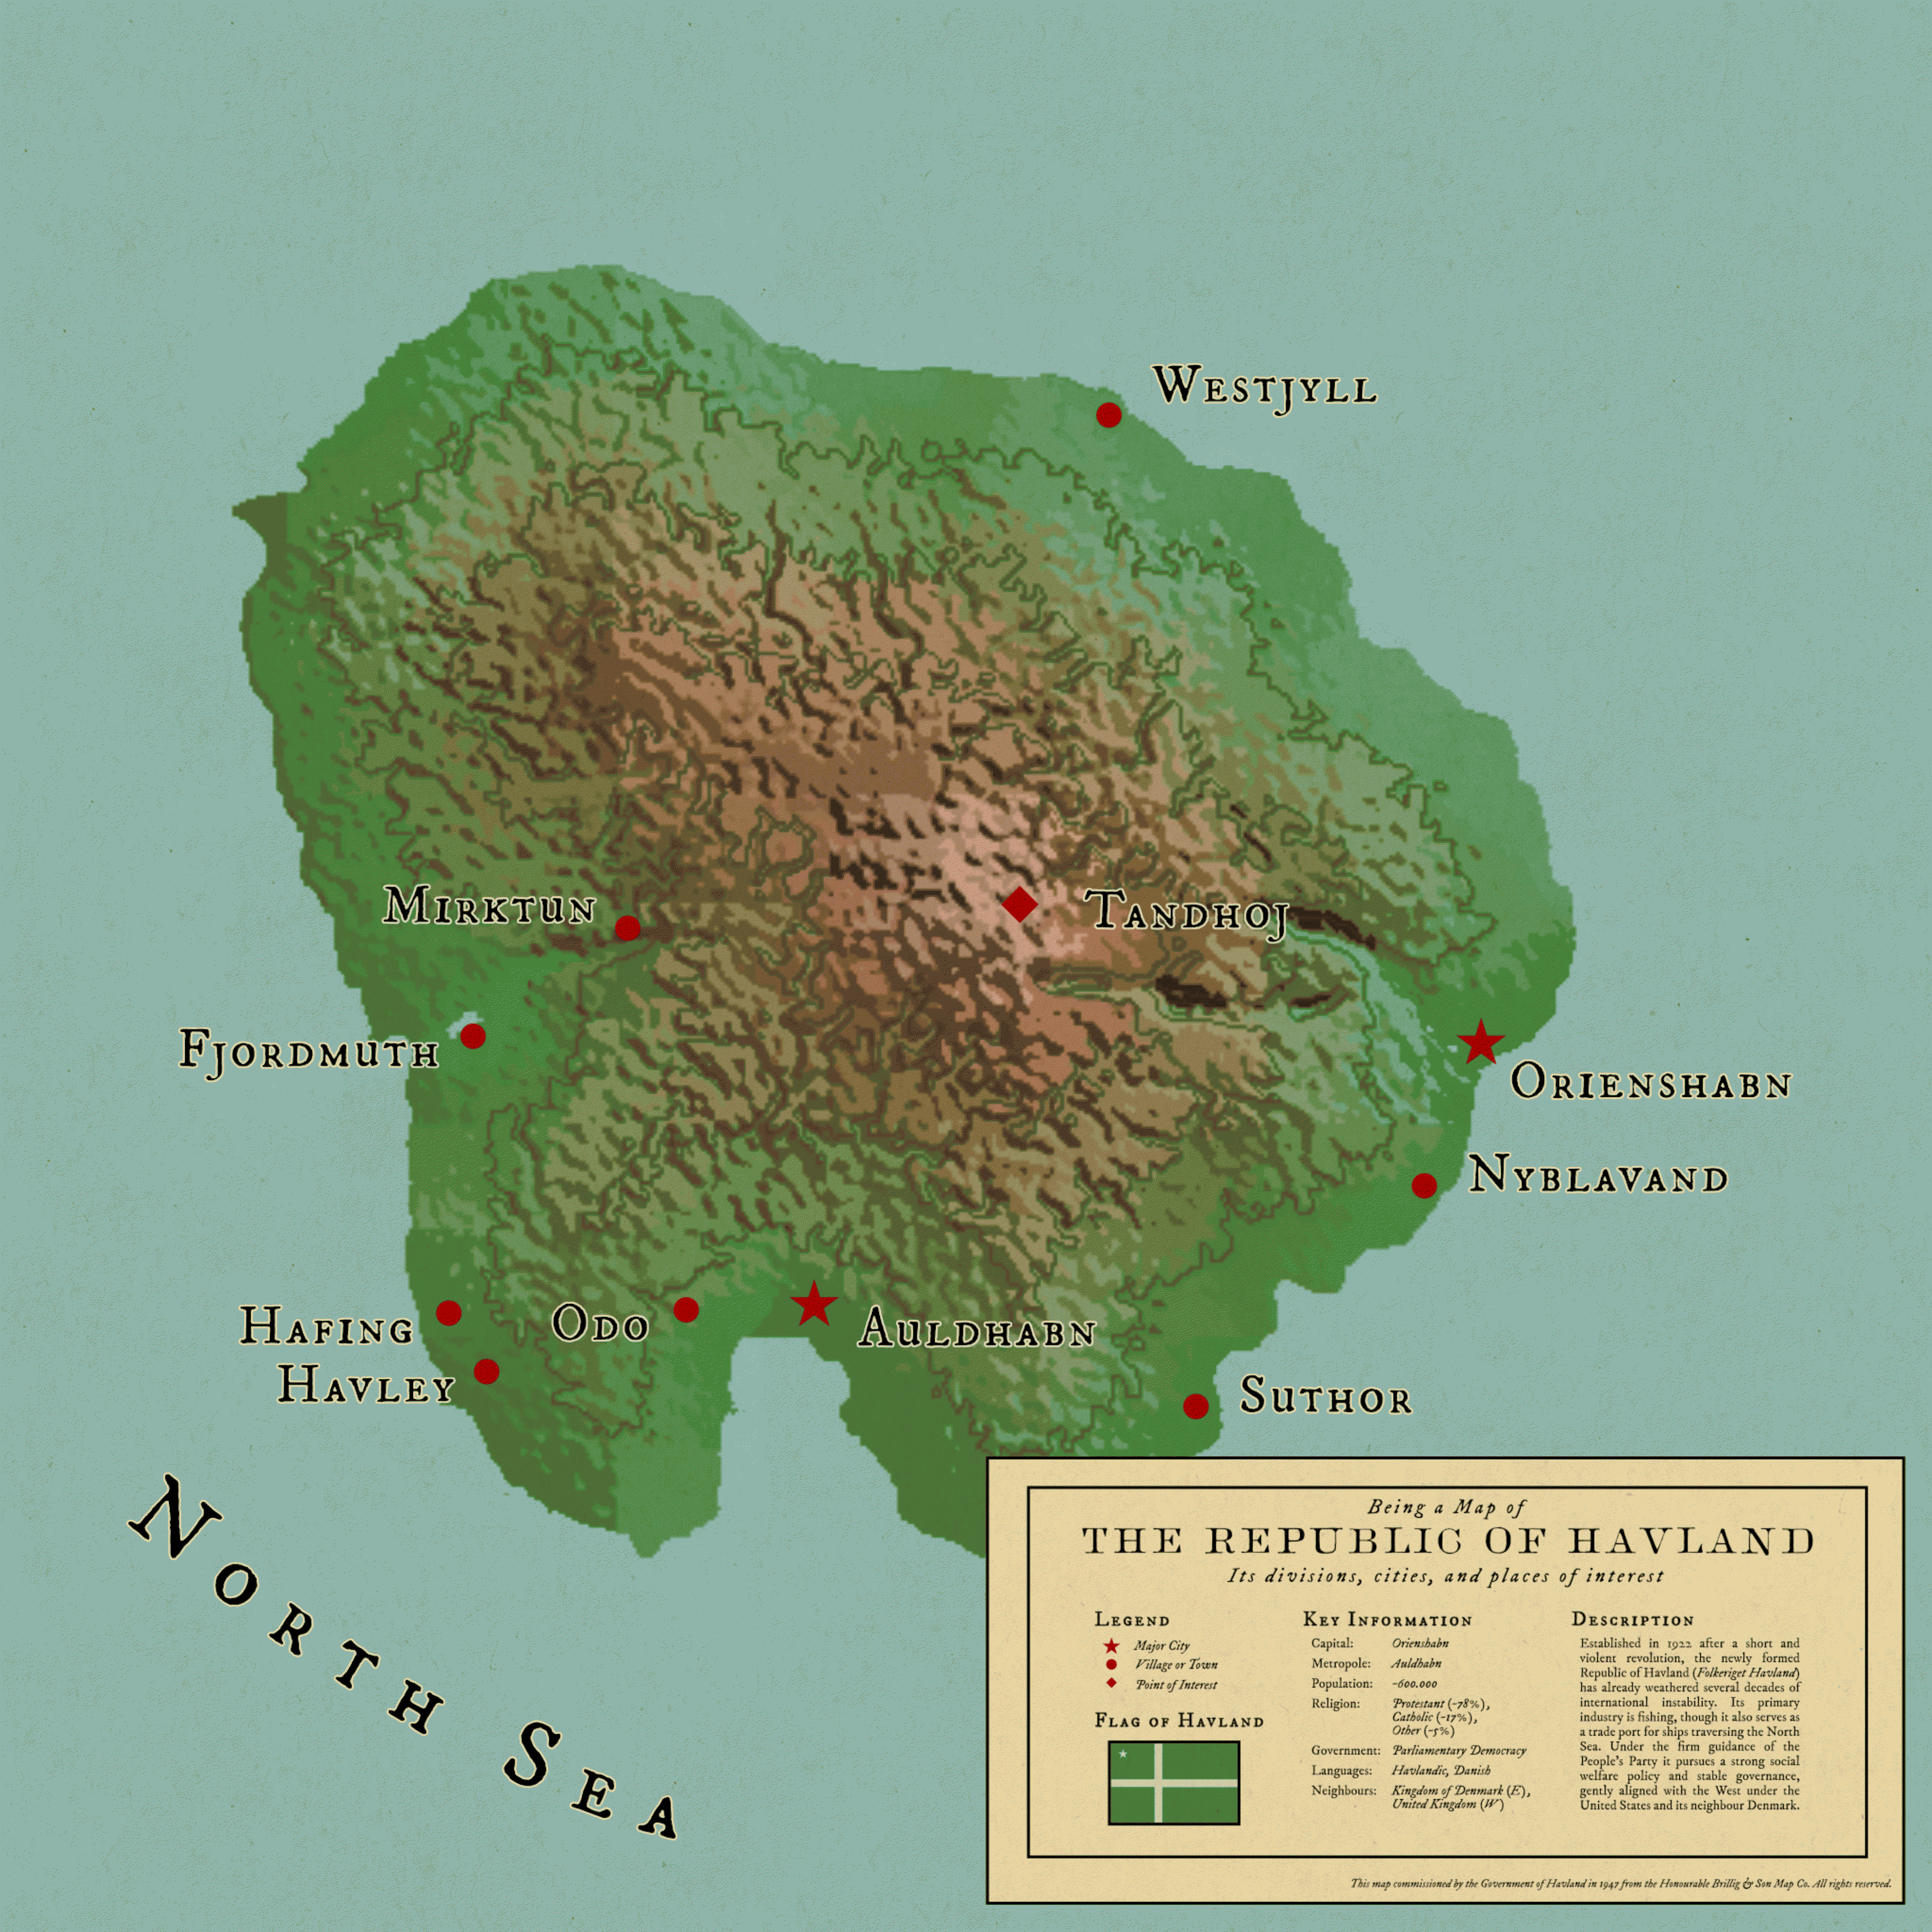 Westjyll
Mirktun
Tandhoj
Fjordmuth
Orienshabn
Nyblavand
Hafing
Odo
Auldhabn
Havley
Suthor
North Sea
Being a Map of
THE REPUBLIC OF HAVLAND
Its divisions, cities, and places of interest
Legend
Major City
Village or Town
Point of Interest
Flag of Havland
Key Information
Capital: Orienshabn
Metropole: Auldhabn
Population: ~600.000
Religion: Protestant (~78%),
Catholic (~17%),
Other (~5%)
Government: Parliamentary Democracy
Languages: Havlandic, Danish
Neighbours: Kingdom of Denmark (E),
United Kingdom (W)
Description
Established in 1922 after a short and
violent revolution, the newly formed
Republic of Havland (Folkeriget Havland)
has already weathered several decades of
international instability. Its primary
industry is fishing, though it also serves as
a trade port for ships traversing the North
Sea. Under the firm guidance of the
People's Party it pursues a strong social
welfare policy and stable governance,
gently aligned with the West under the
United States and its neighbour Denmark.
This map commissioned by the Government of Havland in 1947 from the Honourable Brillig & Son Map Co. All rights reserved.